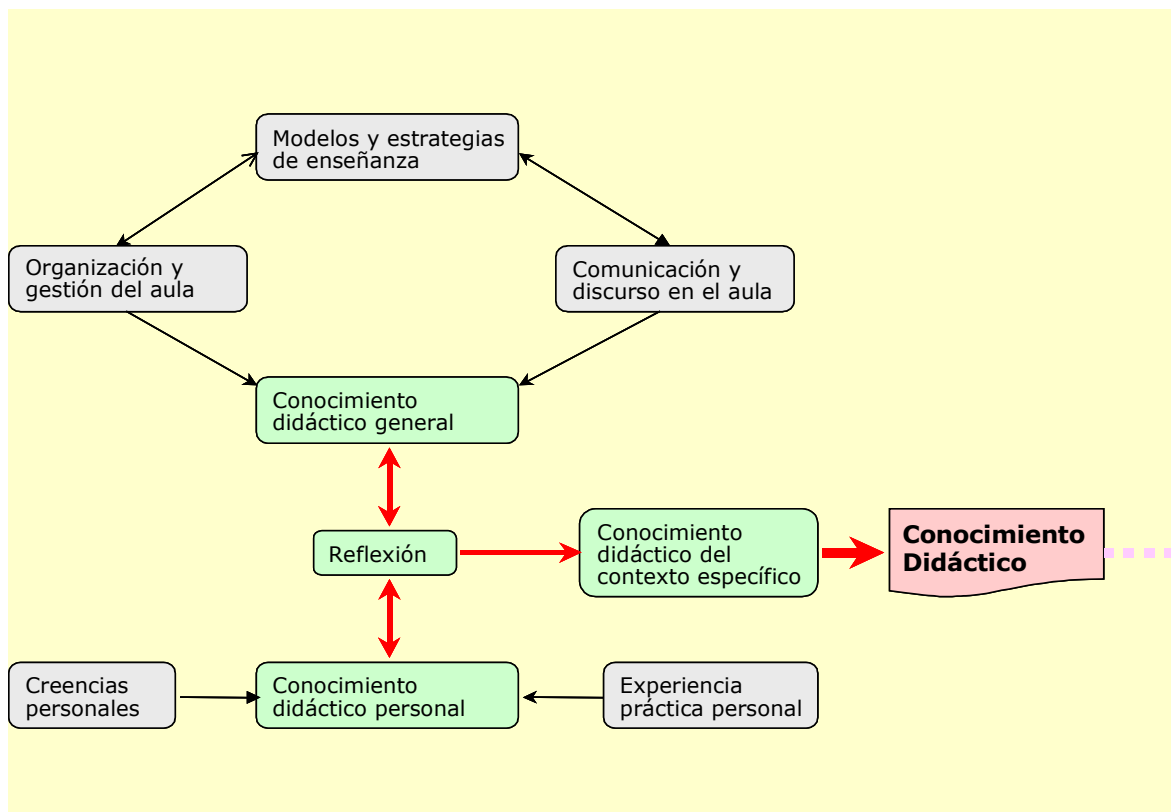 Modelos y estrategias
de enseñanza
Organización y
gestión del aula
Comunicación y
discurso en el aula
Conocimiento
didáctico general
Reflexión
Conocimiento
didáctico del
contexto específico
Conocimiento
Didáctico
Creencias
personales
Conocimiento
didáctico personal
Experiencia
práctica personal